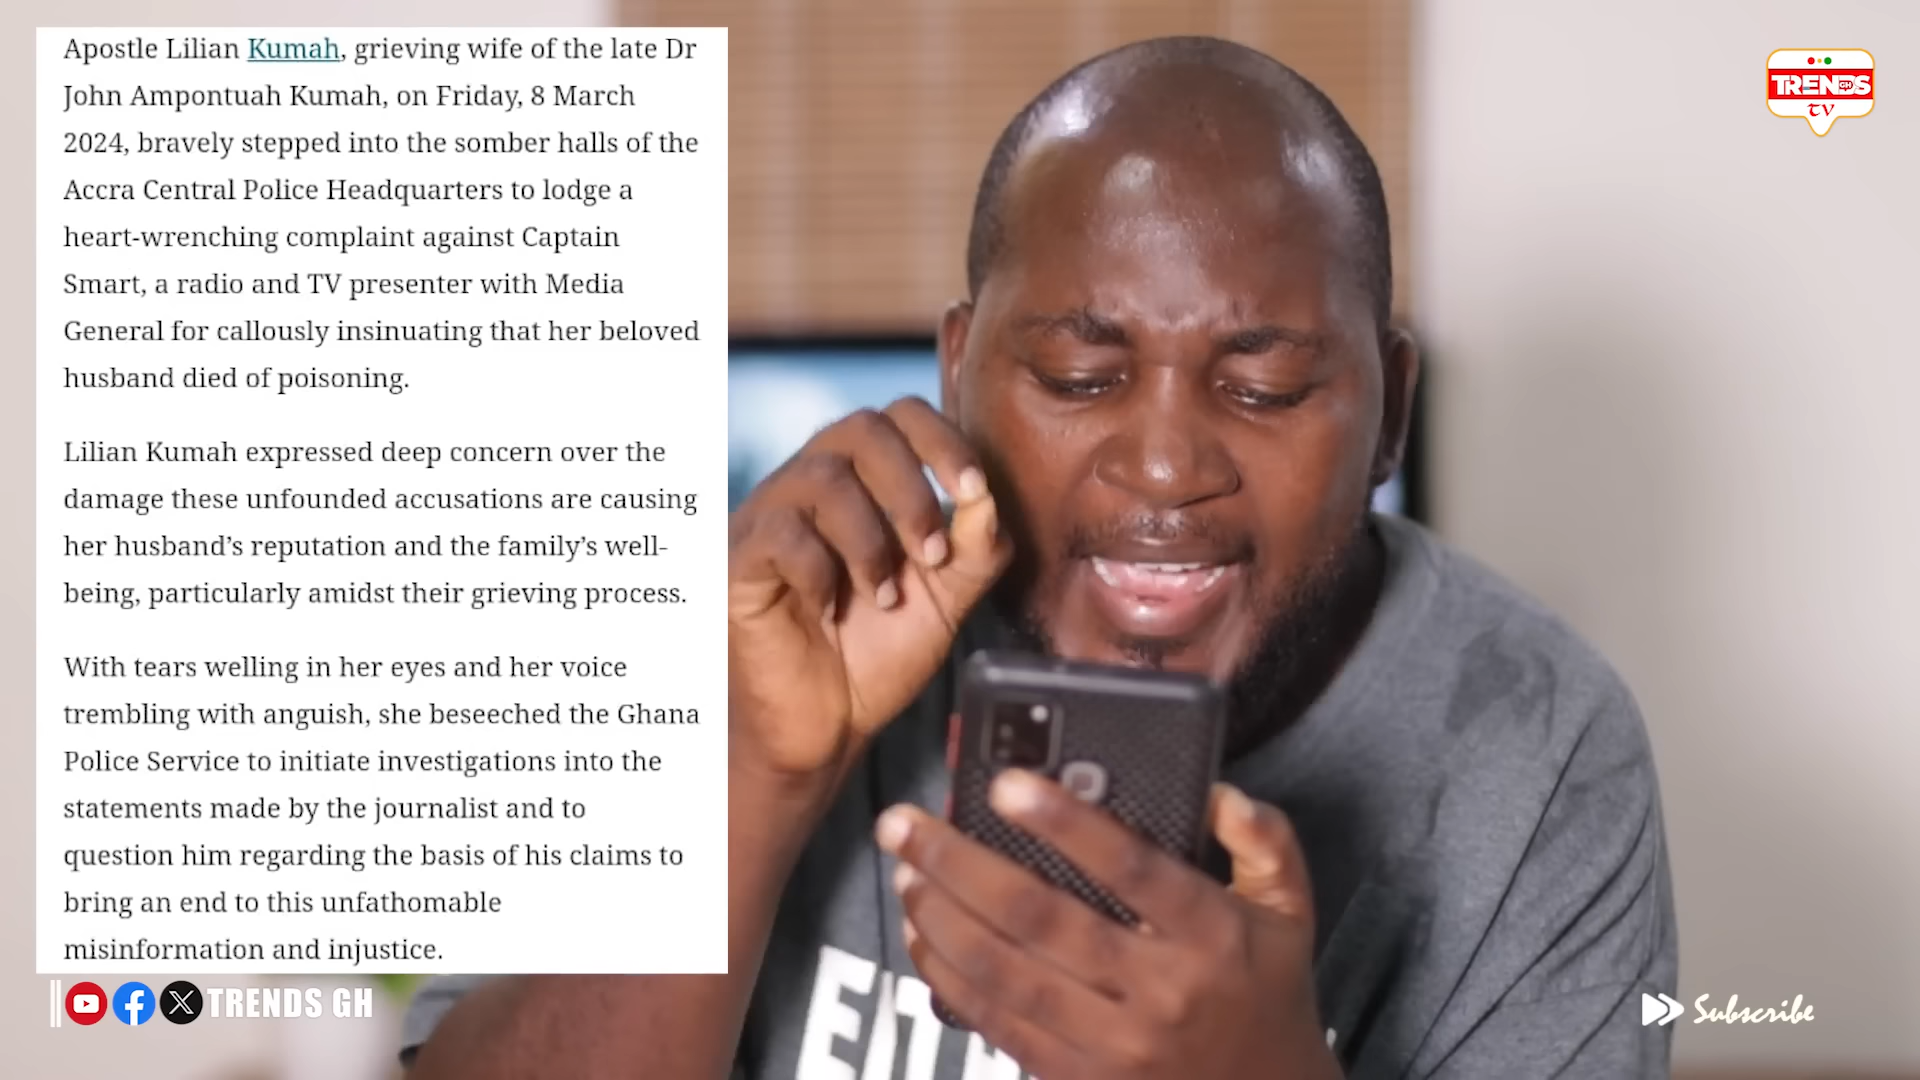 Apostle Lilian Kumah, grieving wife of the late Dr
John Ampontuah Kumah, on Friday, 8 March
2024, bravely stepped into the somber halls of the
Accra Central Police Headquarters to lodge a
heart-wrenching complaint against Captain
Smart, a radio and TV presenter with Media
General for callously insinuating that her beloved
husband died of poisoning.
Lilian Kumah expressed deep concern over the
damage these unfounded accusations are causing
her husband’s reputation and the family’s well-
being, particularly amidst their grieving process.
With tears welling in her eyes and her voice
trembling with anguish, she beseeched the Ghana
Police Service to initiate investigations into the
statements made by the journalist and to
question him regarding the basis of his claims to
bring an end to this unfathomable
misinformation and injustice.
TRENDS GH
TV
TRENDS GH
Subscribe